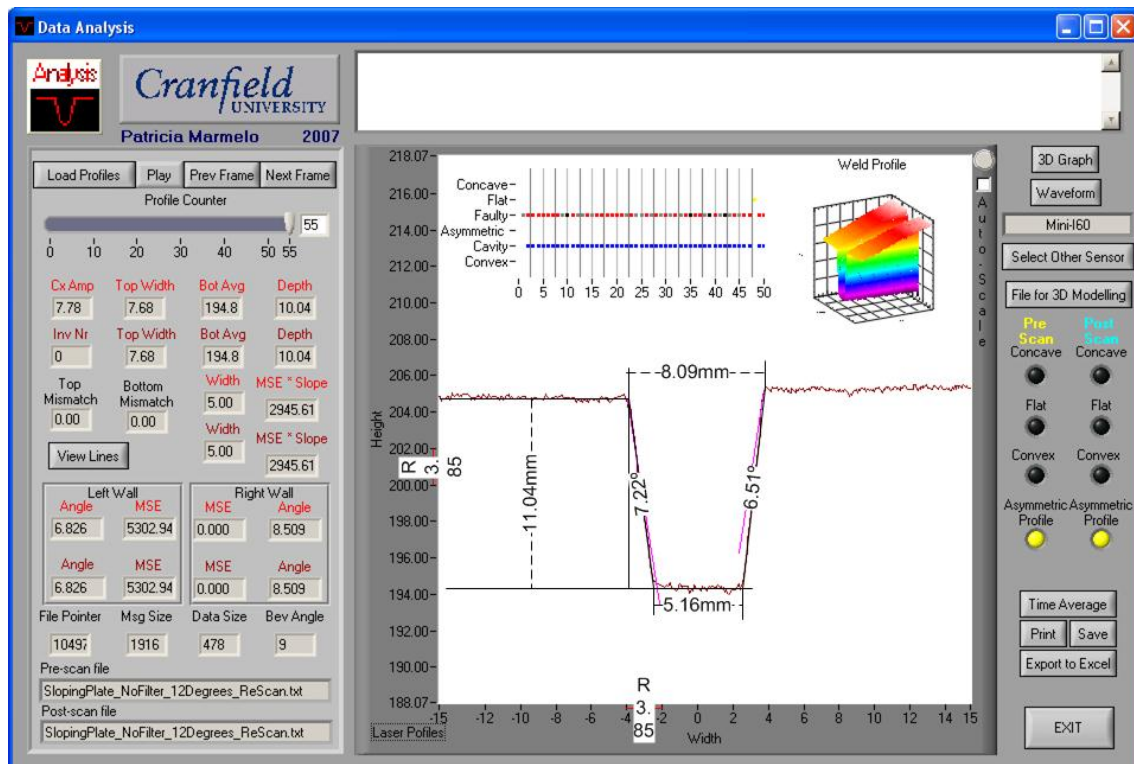 Data Analysis
Analysis
Cranfield
UNIVERSITY
Patricia Marmelo 2007
Load Profiles Play Prev Frame Next Frame
Profile Counter
55
0 10 20 30 40 50 55
Cx Amp Top Width Bot Avg Depth
7.78 7.68 194.8 10.04
Inv Nr Top Width Bot Avg Depth
0 7.68 194.8 10.04
Top Mismatch Bottom Mismatch Width MSE * Slope
0.00 0.00 5.00 2945.61
Width MSE * Slope
5.00 2945.61
View Lines
Left Wall Right Wall
Angle MSE MSE Angle
6.826 5302.94 0.000 8.509
Angle MSE MSE Angle
6.826 5302.94 0.000 8.509
File Pointer Msg Size Data Size Bev Angle
10497 1916 478 9
Pre-scan file
SlopingPlate_NoFilter_12Degrees_ReScan.txt
Post-scan file
SlopingPlate_NoFilter_12Degrees_ReScan.txt
218.07
216.00
214.00
212.00
210.00
208.00
206.00
204.00
202.00
200.00
198.00
196.00
194.00
192.00
190.00
188.07
Height
R
3.
85
Concave
Flat
Faulty
Asymmetric
Cavity
Convex
0 5 10 15 20 25 30 35 40 45 50
Weld Profile
Auto-Scale
8.09mm
11.04mm
7.22º
6.51º
5.16mm
R
3.
85
-15 -12 -10 -8 -6 -4 -2 0 2 4 6 8 10 12 15
Width
Laser Pofiles
3D Graph
Waveform
Mini-I60
Select Other Sensor
File for 3D Modelling
Pre Scan Post Scan
Concave Concave
Flat Flat
Convex Convex
Asymmetric Profile Asymmetric Profile
Time Average
Print Save
Export to Excel
EXIT